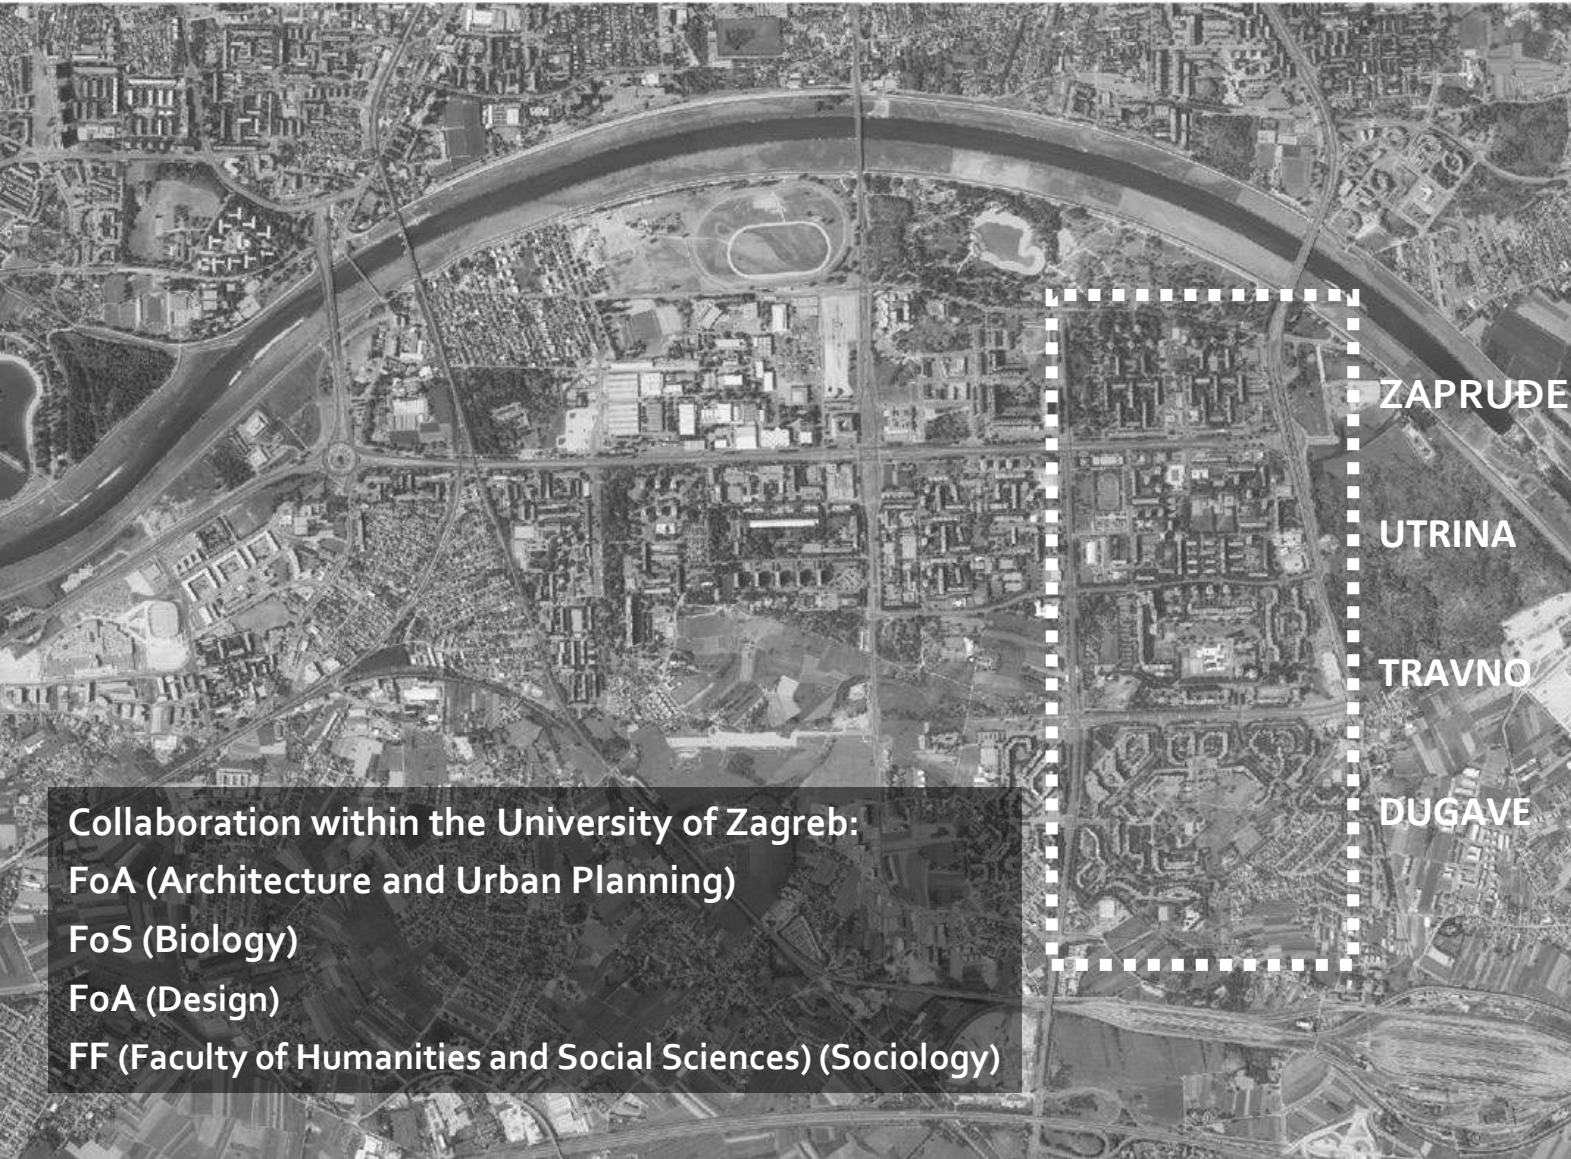 ZAPRUĐE
UTRINA
TRAVNO
DUGAVE
Collaboration within the University of Zagreb:
FoA (Architecture and Urban Planning)
FoS (Biology)
FoA (Design)
FF (Faculty of Humanities and Social Sciences) (Sociology)